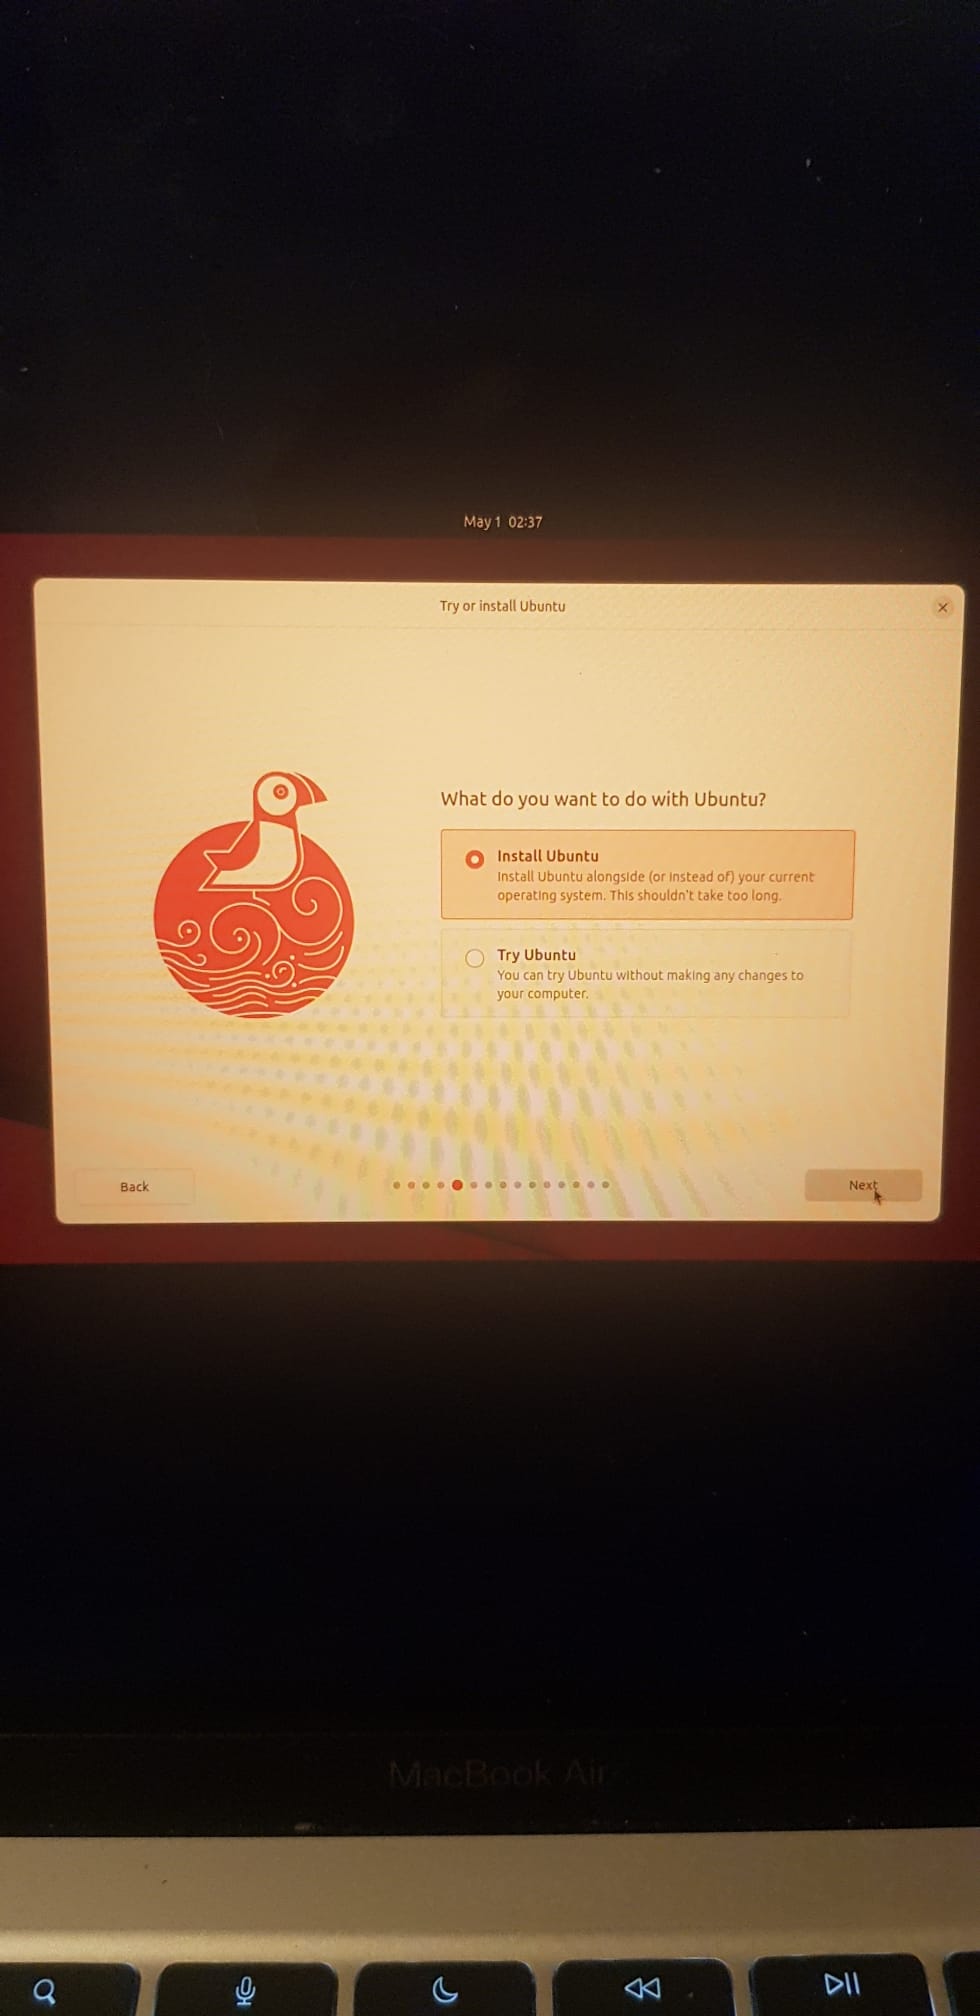 May 1 02:37
Try or install Ubuntu
What do you want to do with Ubuntu?
Install Ubuntu
Install Ubuntu alongside (or instead of) your current
operating system. This shouldn't take too long.
Try Ubuntu
You can try Ubuntu without making any changes to
your computer.
Back
Next
MacBook Air